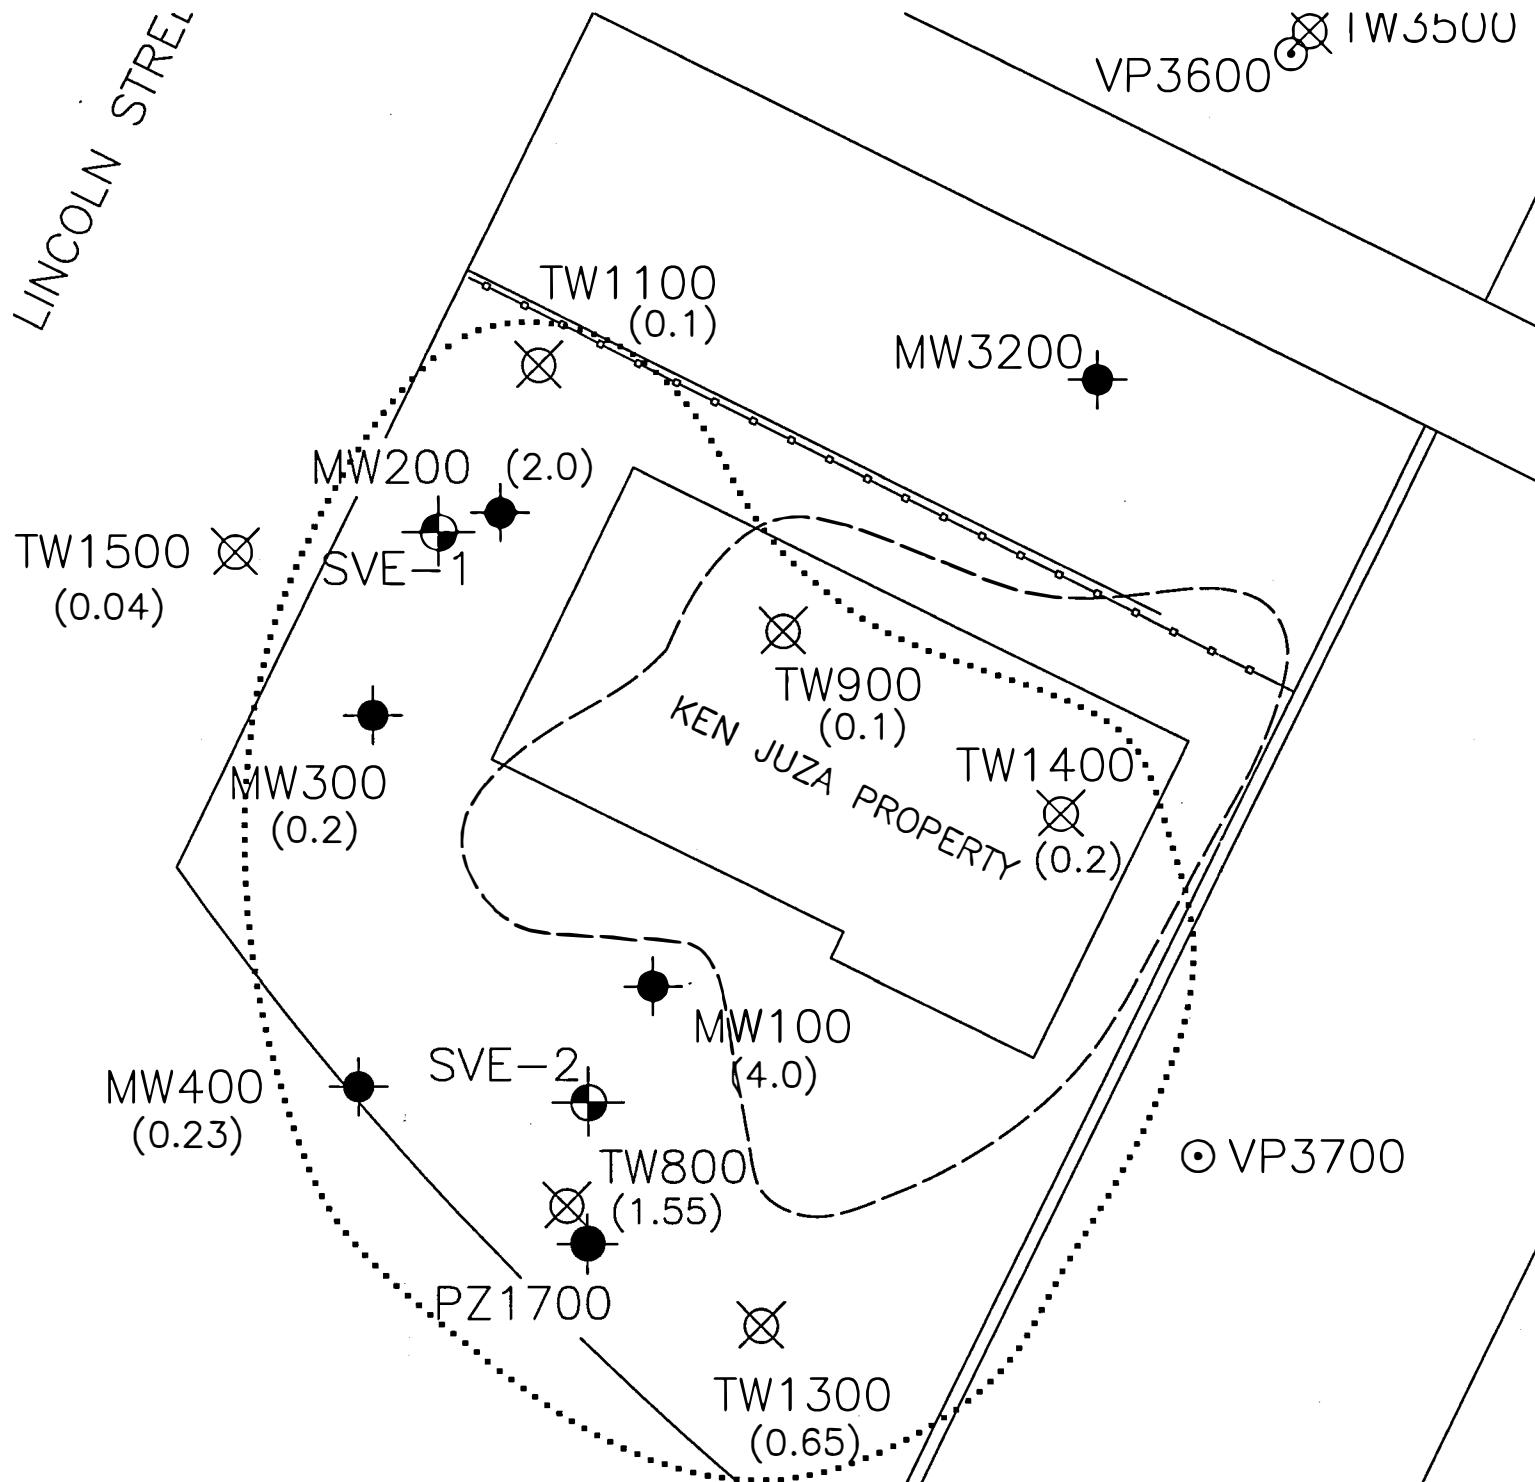 LINCOLN
TW3500
VP3600
TW1100
(0.1)
MW3200
MW200 (2.0)
TW1500
(0.04)
SVE-1
TW900
(0.1)
KEN JUZA PROPERTY
TW1400
(0.2)
MW300
(0.2)
MW100
(4.0)
SVE-2
MW400
(0.23)
TW800
(1.55)
VP3700
PZ1700
TW1300
(0.65)